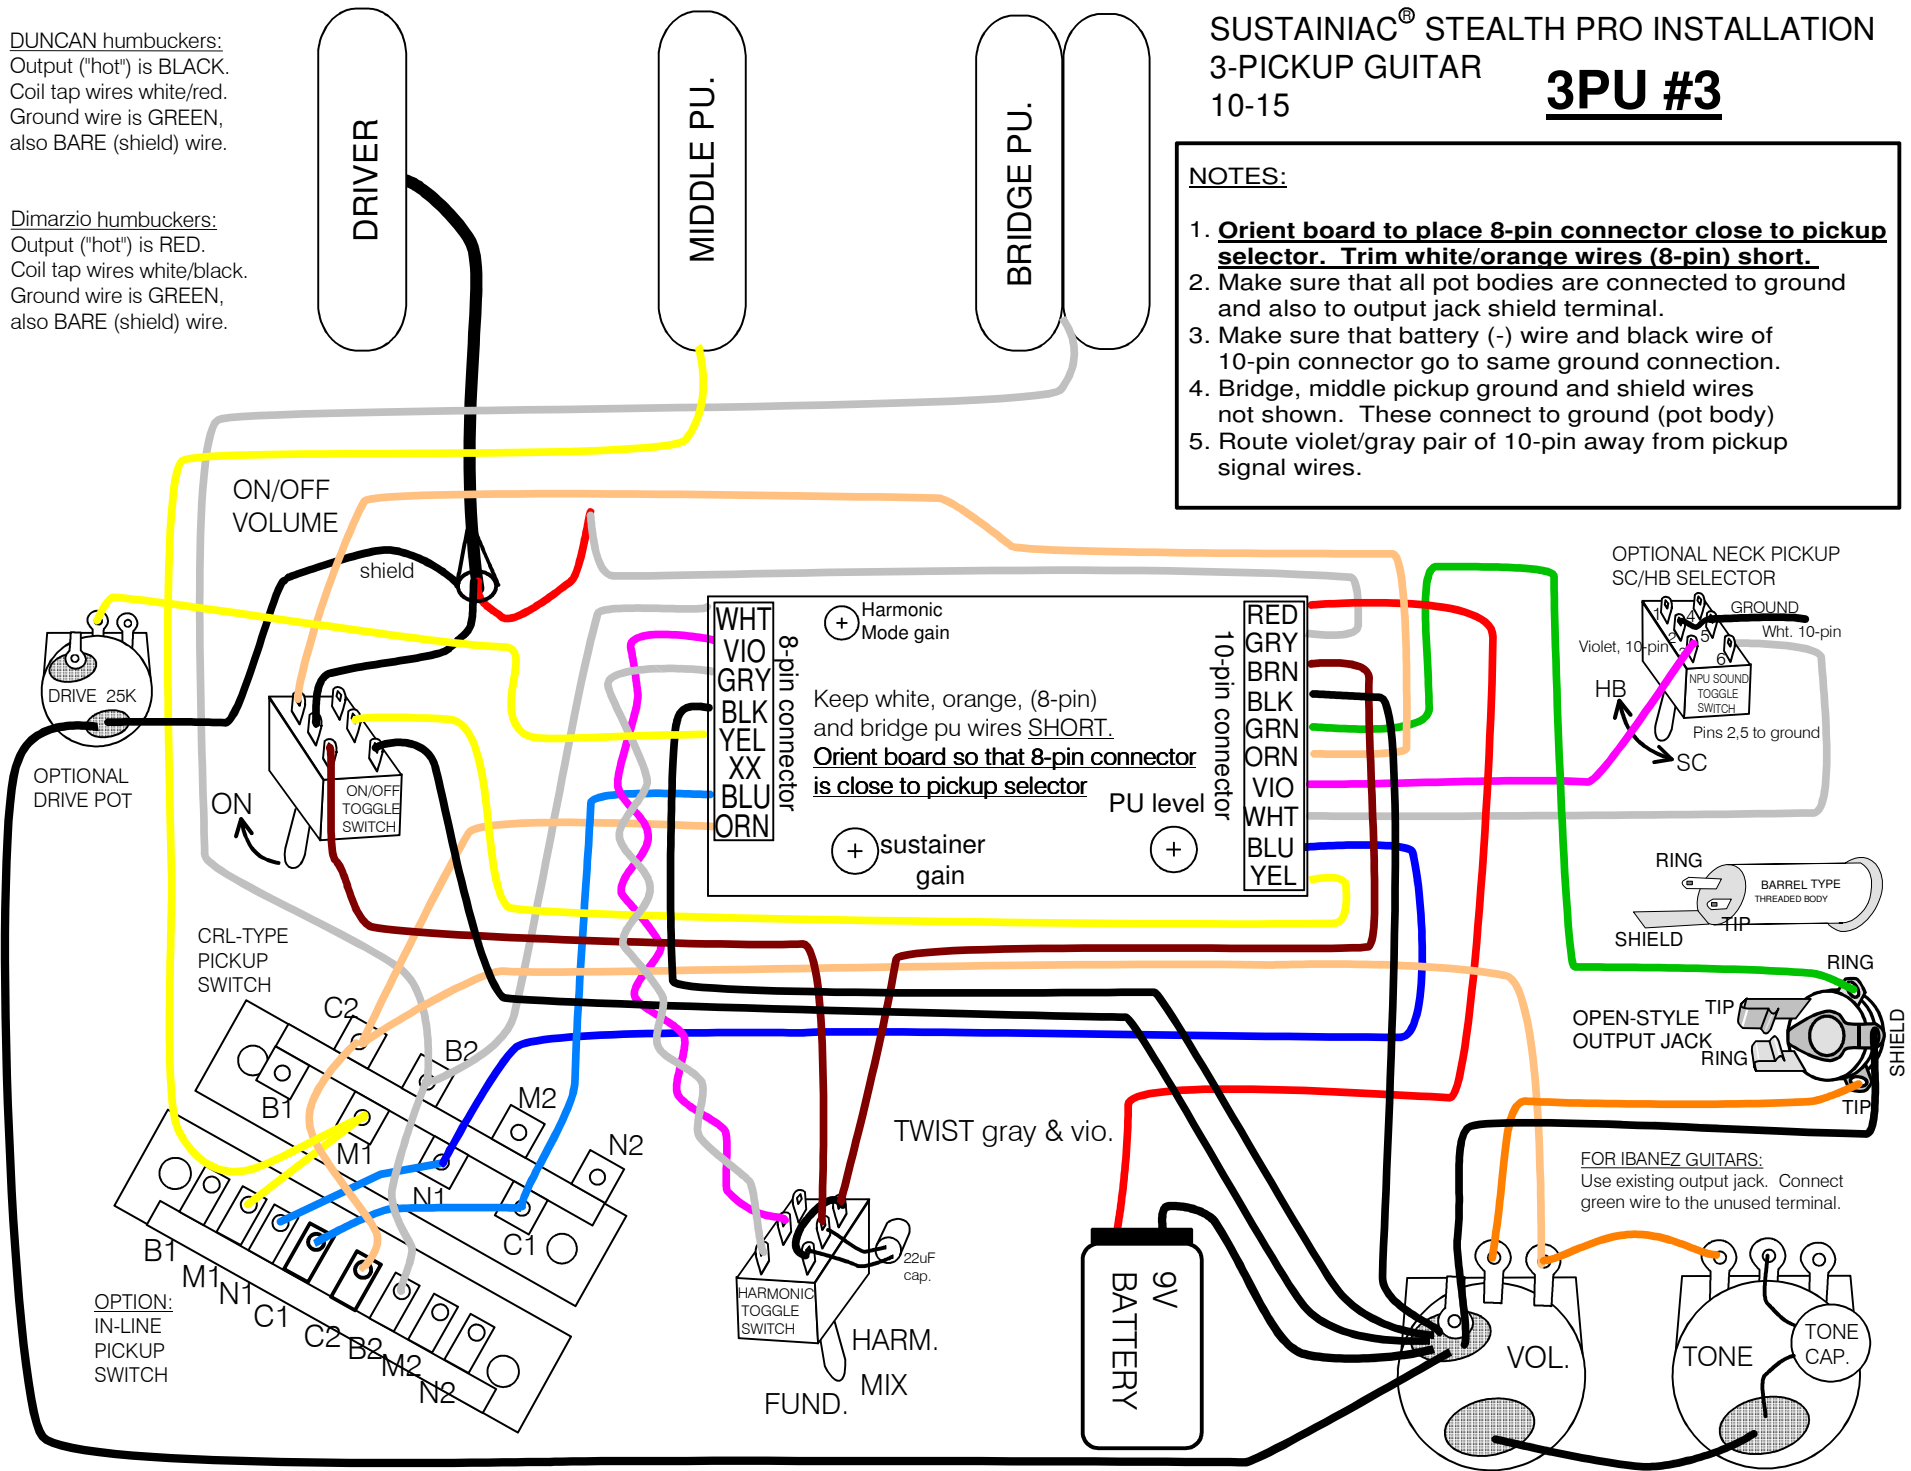 DUNCAN humbuckers:
Output ("hot") is BLACK.
Coil tap wires white/red.
Ground wire is GREEN,
also BARE (shield) wire.
Dimarzio humbuckers:
Output ("hot") is RED.
Coil tap wires white/black.
Ground wire is GREEN,
also BARE (shield) wire.
DRIVER
MIDDLE PU.
BRIDGE PU.
SUSTAINIAC® STEALTH PRO INSTALLATION
3-PICKUP GUITAR
10-15
3PU #3
NOTES:
1. Orient board to place 8-pin connector close to pickup
selector. Trim white/orange wires (8-pin) short.
2. Make sure that all pot bodies are connected to ground
and also to output jack shield terminal.
3. Make sure that battery (-) wire and black wire of
10-pin connector go to same ground connection.
4. Bridge, middle pickup ground and shield wires
not shown. These connect to ground (pot body)
5. Route violet/gray pair of 10-pin away from pickup
signal wires.
ON/OFF
VOLUME
shield
DRIVE 25K
OPTIONAL
DRIVE POT
ON
ON/OFF
TOGGLE
SWITCH
WHT
VIO
GRY
BLK
YEL
XX
BLU
ORN
8-pin connector
Harmonic
Mode gain
Keep white, orange, (8-pin)
and bridge pu wires SHORT.
Orient board so that 8-pin connector
is close to pickup selector
PU level
sustainer
gain
10-pin connector
RED
GRY
BRN
BLK
GRN
ORN
VIO
WHT
BLU
YEL
OPTIONAL NECK PICKUP
SC/HB SELECTOR
GROUND
Wht. 10-pin
Violet, 10-pin
1
4
2
5
3
6
NPU SOUND
TOGGLE
SWITCH
HB
SC
Pins 2,5 to ground
RING
BARREL TYPE
THREADED BODY
TIP
SHIELD
RING
TIP
OPEN-STYLE
OUTPUT JACK
RING
SHIELD
TIP
CRL-TYPE
PICKUP
SWITCH
C2
B2
B1
M2
M1
N2
N1
C1
B1
M1
N1
C1
C2
B2
M2
N2
OPTION:
IN-LINE
PICKUP
SWITCH
TWIST gray & vio.
22uF
cap.
HARMONIC
TOGGLE
SWITCH
HARM.
MIX
FUND.
9V
BATTERY
FOR IBANEZ GUITARS:
Use existing output jack. Connect
green wire to the unused terminal.
VOL.
TONE
TONE
CAP.